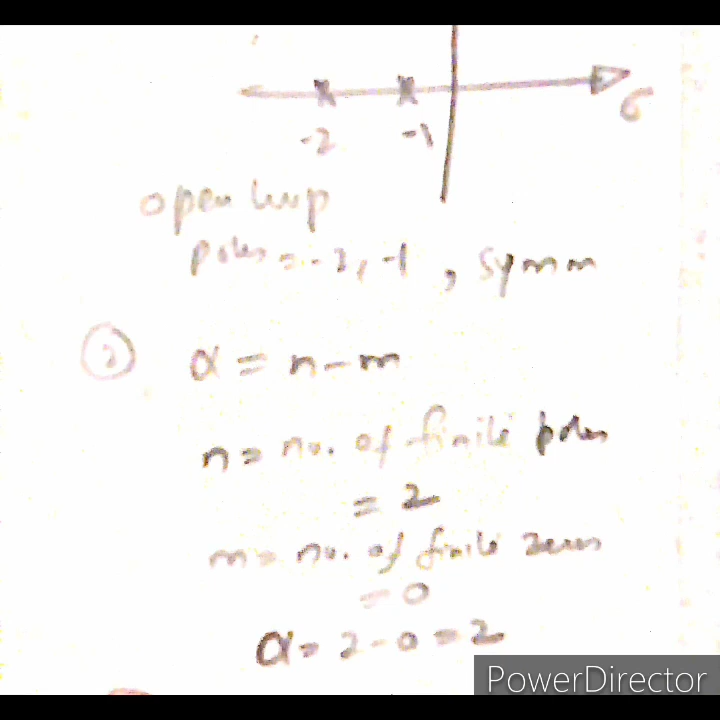 -2 -1 σ
open loop
poles = -2, -1, symm
② α = n - m
n = no. of finite poles
= 2
m = no. of finite zeros
= 0
α = 2 - 0 = 2
PowerDirector